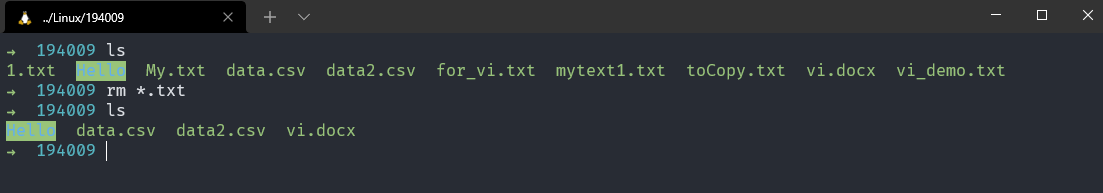 ../Linux/194009
→ 194009 ls
1.txt Hello My.txt data.csv data2.csv for_vi.txt mytext1.txt toCopy.txt vi.docx vi_demo.txt
→ 194009 rm *.txt
→ 194009 ls
Hello data.csv data2.csv vi.docx
→ 194009